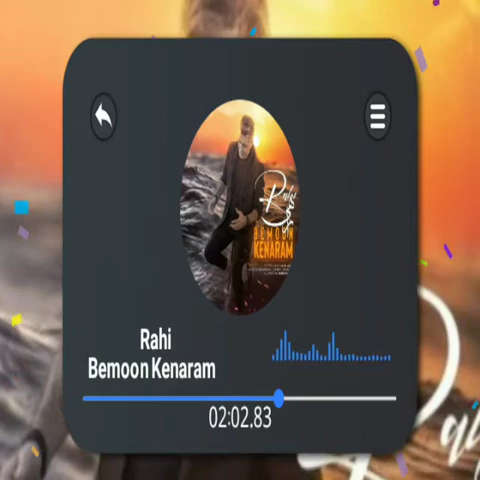 Rahi
BEMOON
KENARAM
Rahi
Bemoon Kenaram
02:02.83